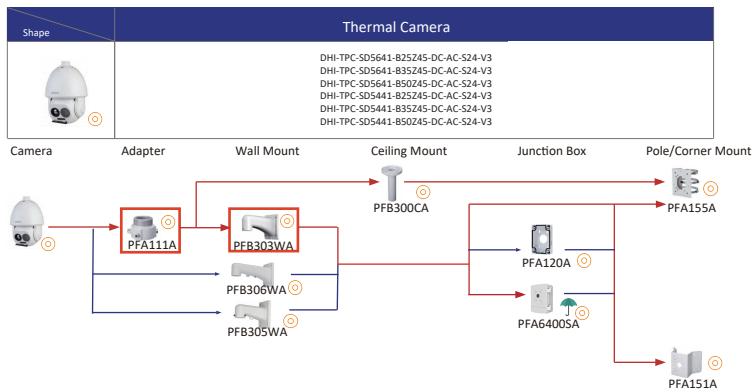 Shape
Thermal Camera
DHI-TPC-SD5641-B25Z45-DC-AC-S24-V3
DHI-TPC-SD5641-B35Z45-DC-AC-S24-V3
DHI-TPC-SD5641-B50Z45-DC-AC-S24-V3
DHI-TPC-SD5441-B25Z45-DC-AC-S24-V3
DHI-TPC-SD5441-B35Z45-DC-AC-S24-V3
DHI-TPC-SD5441-B50Z45-DC-AC-S24-V3
Camera Adapter Wall Mount Ceiling Mount Junction Box Pole/Corner Mount
PFB300CA PFA155A
PFA111A PFB303WA
PFA120A
PFB306WA
PFA6400SA
PFB305WA
PFA151A